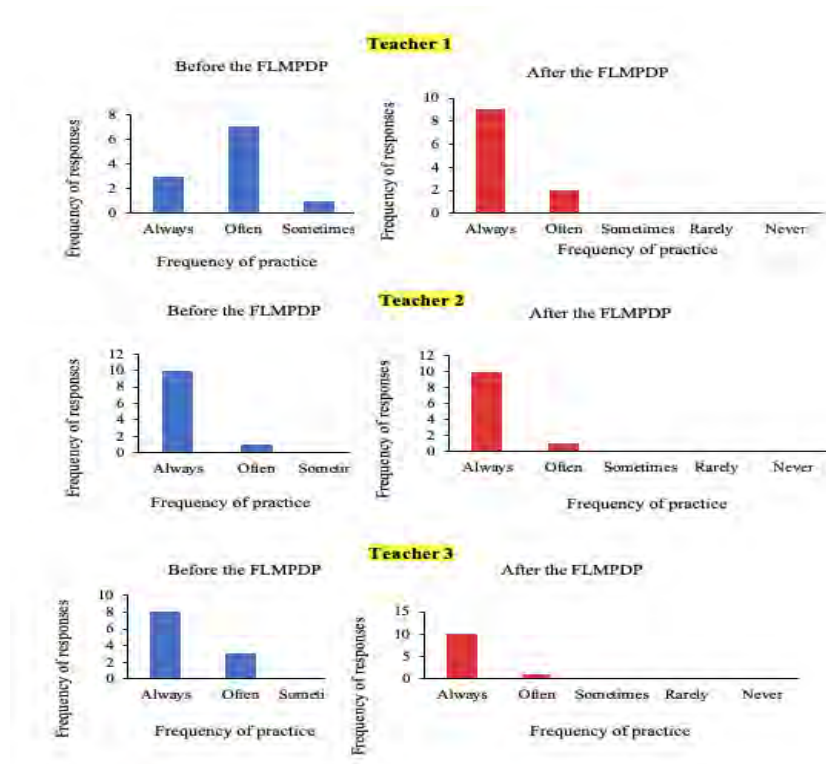 Teacher 1
Before the FLMPDP
After the FLMPDP
Frequency of responses
8
6
4
2
0
Always Often Sometimes
Frequency of practice
Frequency of responses
10
8
6
4
2
0
Always Often Sometimes Rarely Never
Frequency of practice
Teacher 2
Before the FLMPDP
After the FLMPDP
Frequency of responses
12
10
8
6
4
2
0
Always Often Sometin
Frequency of practice
Frequency of responses
12
10
8
6
4
2
0
Always Often Sometimes Rarely Never
Frequency of practice
Teacher 3
Before the FLMPDP
After the FLMPDP
Frequency of responses
10
8
6
4
2
0
Always Often Someti
Frequency of practice
Frequency of responses
15
10
5
0
Always Often Sometimes Rarely Never
Frequency of practice